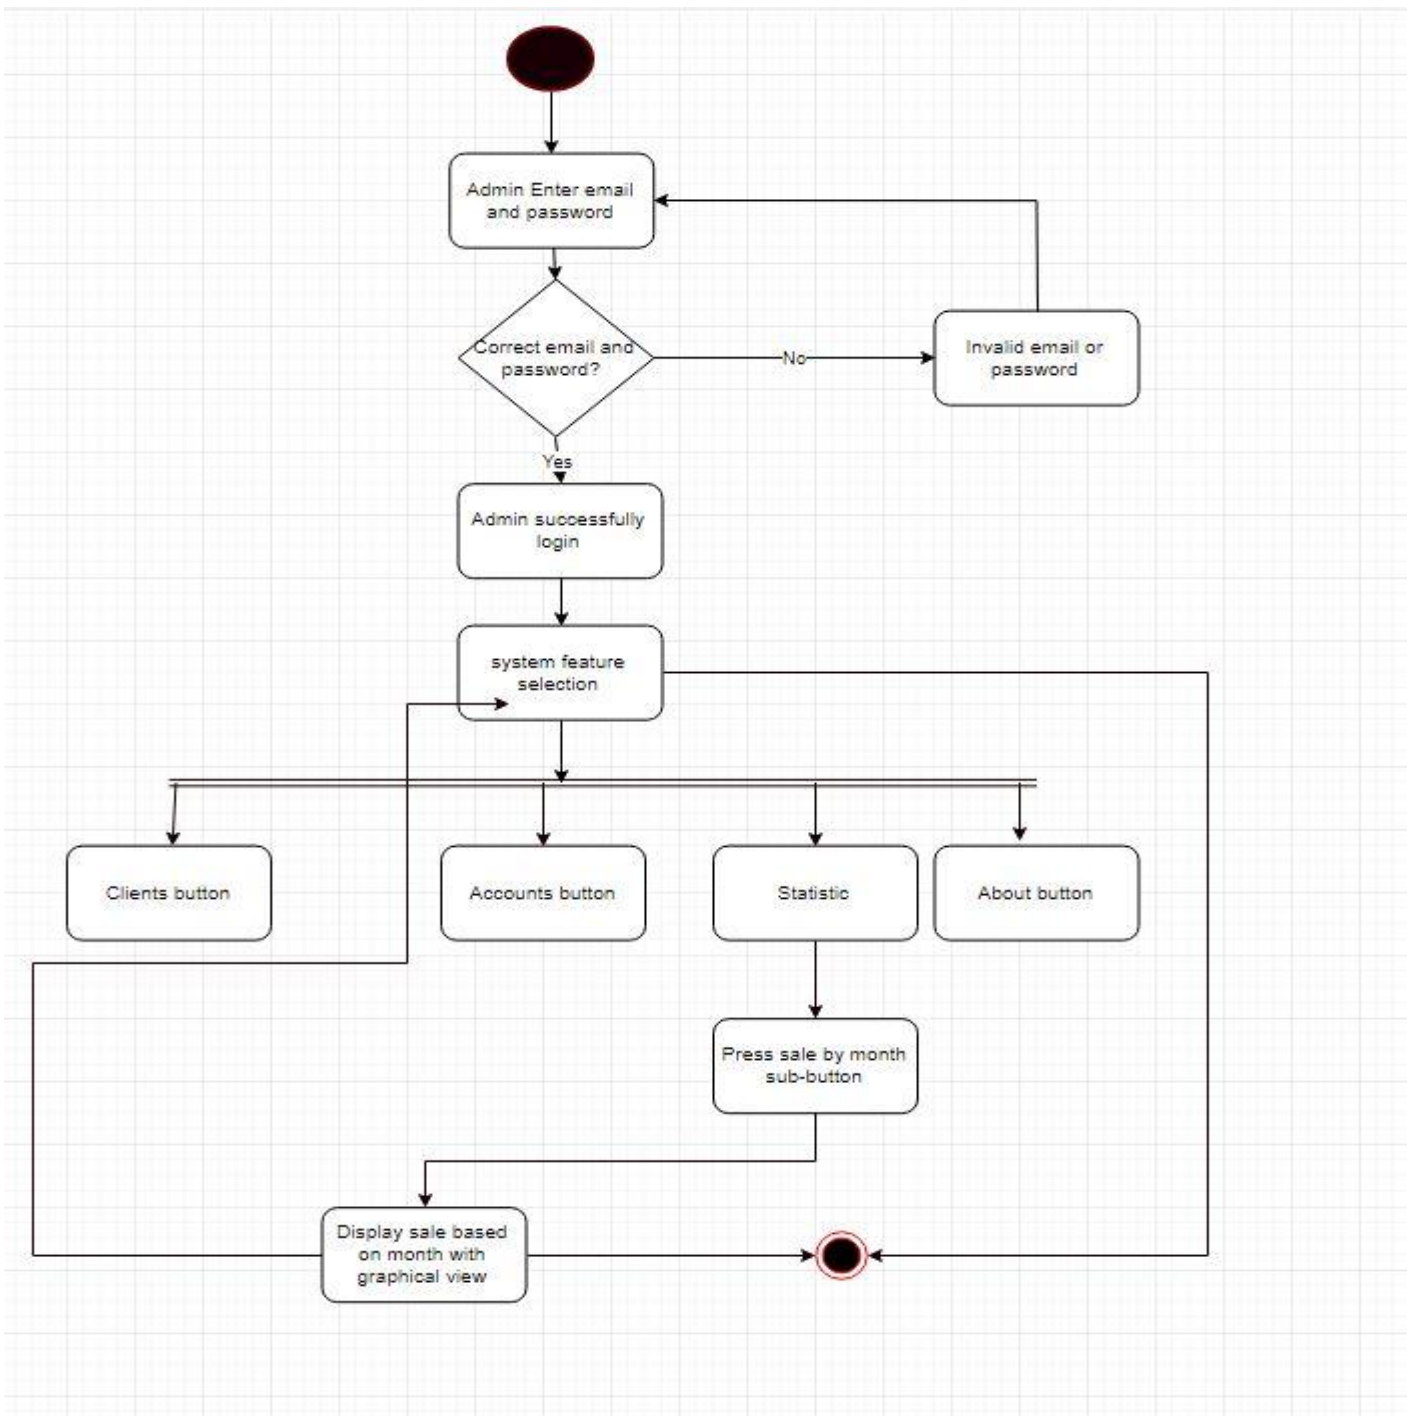 Admin Enter email
and password
Correct email and
password?
No
Invalid email or
password
Yes
Admin successfully
login
system feature
selection
Clients button
Accounts button
Statistic
About button
Press sale by month
sub-button
Display sale based
on month with
graphical view